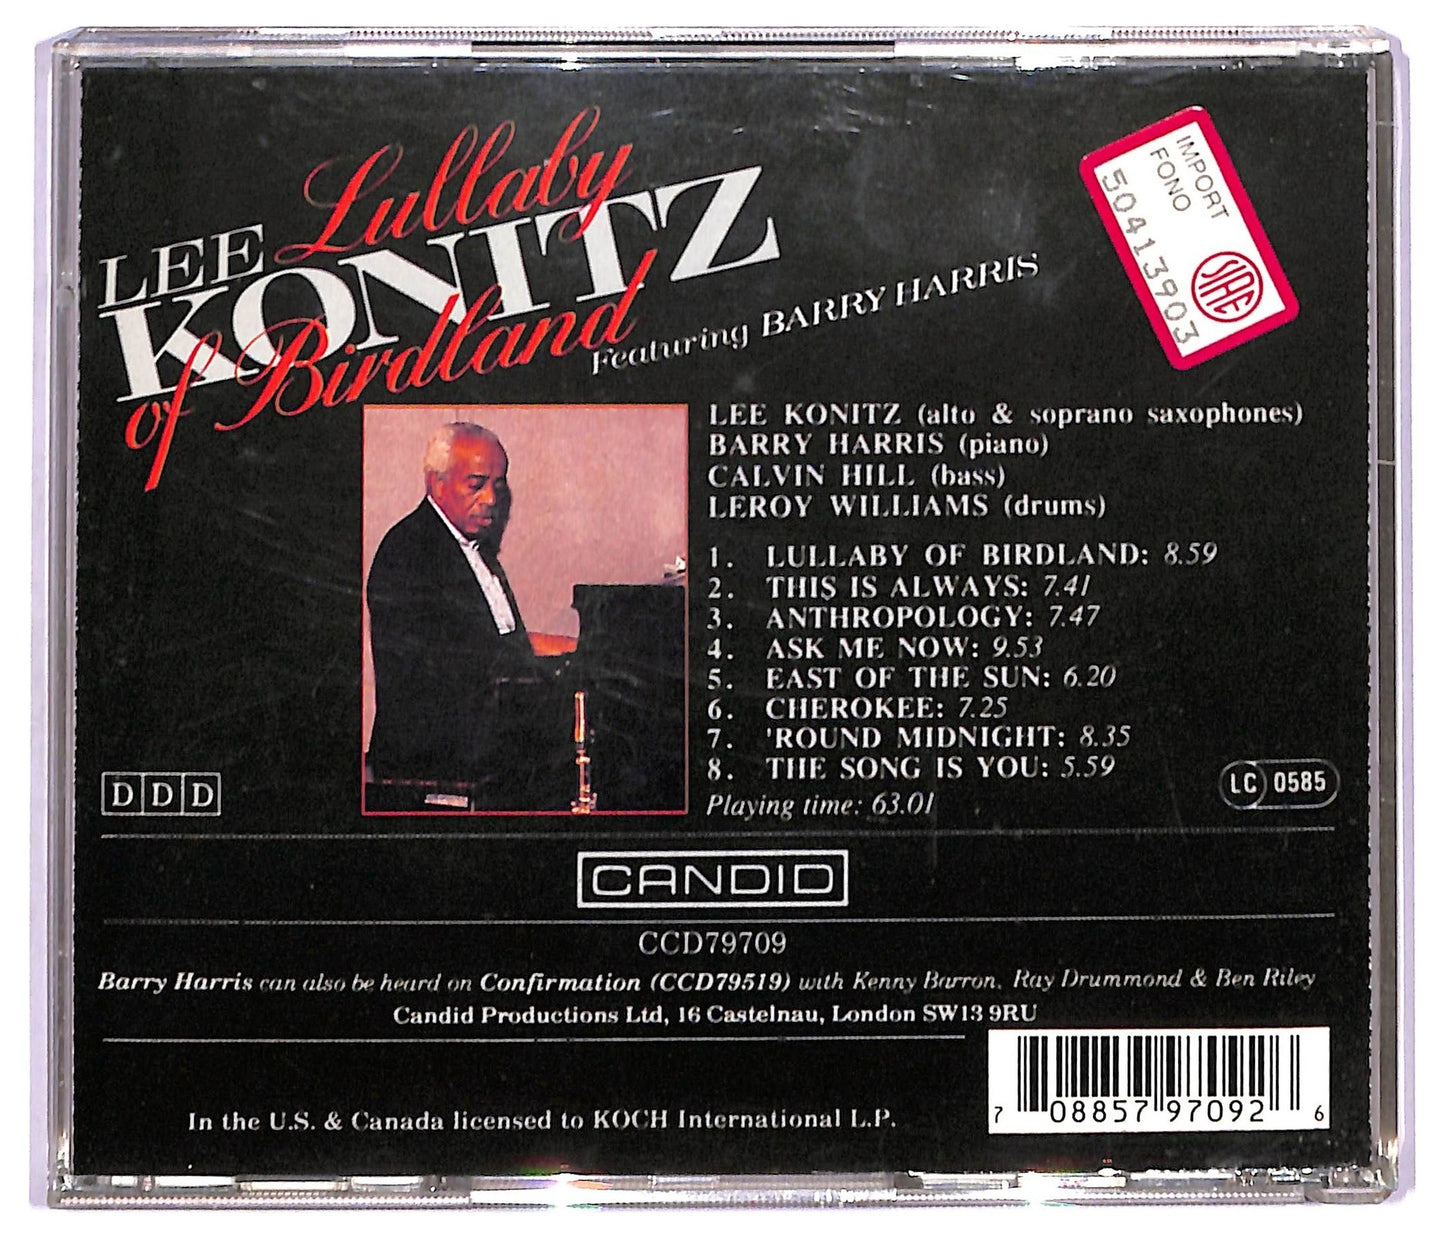 Lullaby
LEE
KONITZ
of Birdland
Featuring BARRY HARRIS
IMPORT
FONO
504139 03
SIAE
LEE KONITZ (alto & soprano saxophones)
BARRY HARRIS (piano)
CALVIN HILL (bass)
LEROY WILLIAMS (drums)
1. LULLABY OF BIRDLAND: 8.59
2. THIS IS ALWAYS: 7.41
3. ANTHROPOLOGY: 7.47
4. ASK ME NOW: 9.53
5. EAST OF THE SUN: 6.20
6. CHEROKEE: 7.25
7. 'ROUND MIDNIGHT: 8.35
8. THE SONG IS YOU: 5.59
Playing time: 63.01
DDD
LC 0585
CANDID
CCD79709
Barry Harris can also be heard on Confirmation (CCD79519) with Kenny Barron, Ray Drummond & Ben Riley
Candid Productions Ltd, 16 Castelnau, London SW13 9RU
In the U.S. & Canada licensed to KOCH International L.P.
7 08857 97092 6